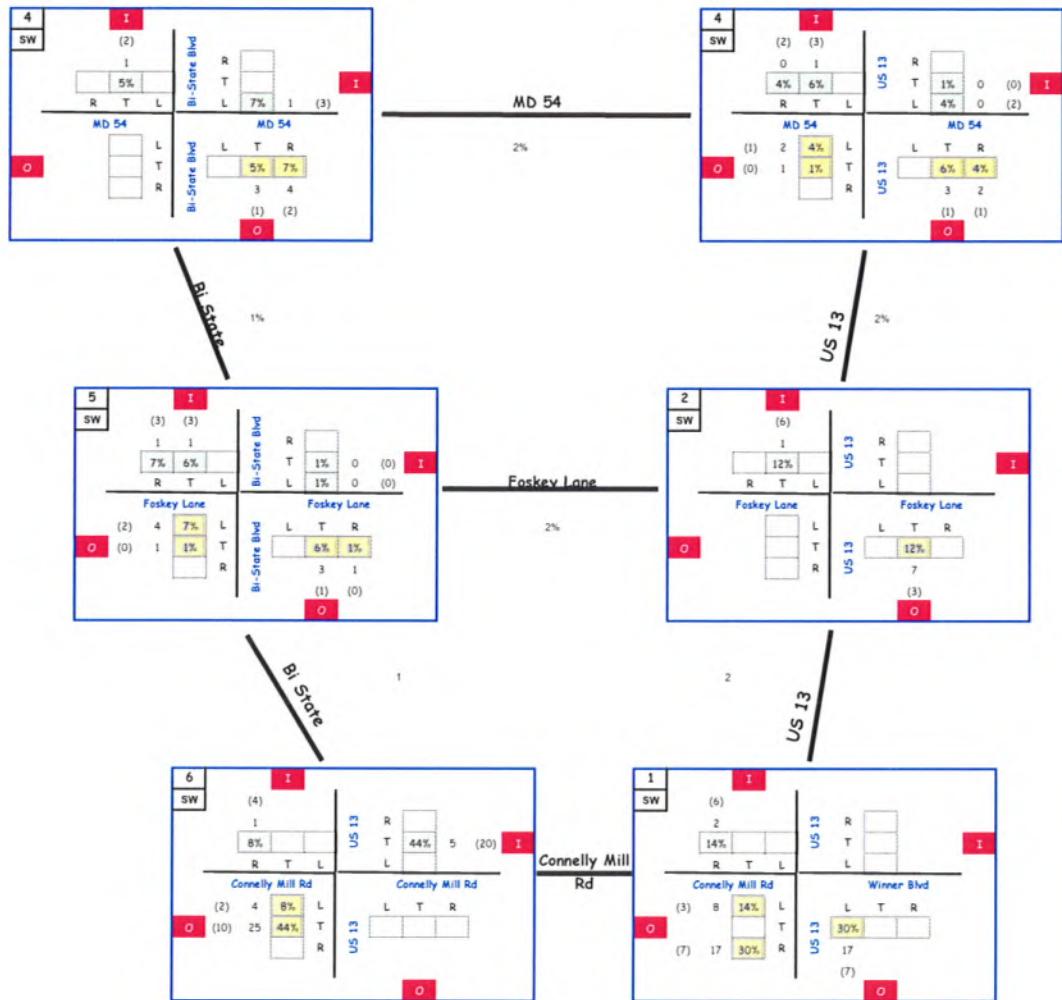 4
SW
I
(2)
1
5%
R T L
Bi-State Blvd
R
T
L 7% 1 (3)
I
MD 54
MD 54
L
T
R
O
Bi-State Blvd
L T R
5% 7%
3 4
(1) (2)
O
MD 54
2%
4
SW
I
(2) (3)
0 1
4% 6%
R T L
US 13
R
T 1% 0 (0)
L 4% 0 (2)
I
MD 54
MD 54
(1) 2 4% L
(0) 1 1% T
R
O
US 13
L T R
6% 4%
3 2
(1) (1)
O
Bi State
1%
US 13
2%
5
SW
I
(3) (3)
1 1
7% 6%
R T L
Bi-State Blvd
R
T 1% 0 (0)
L 1% 0 (0)
I
Foskey Lane
Foskey Lane
(2) 4 7% L
(0) 1 1% T
R
O
Bi-State Blvd
L T R
6% 1%
3 1
(1) (0)
O
Foskey Lane
2%
2
SW
I
(6)
1
12%
R T L
US 13
R
T
L
I
Foskey Lane
Foskey Lane
L
T
R
O
US 13
L T R
12%
7
(3)
O
Bi State
1
2
US 13
6
SW
I
(4)
1
8%
R T L
US 13
R
T 44% 5 (20)
L
I
Connelly Mill Rd
Connelly Mill Rd
(2) 4 8% L
(10) 25 44% T
R
O
US 13
L T R
O
Connelly Mill
Rd
1
SW
I
(6)
2
14%
R T L
US 13
R
T
L
I
Connelly Mill Rd
Winner Blvd
(3) 8 14% L
T
(7) 17 30% R
O
US 13
L T R
30%
17
(7)
O